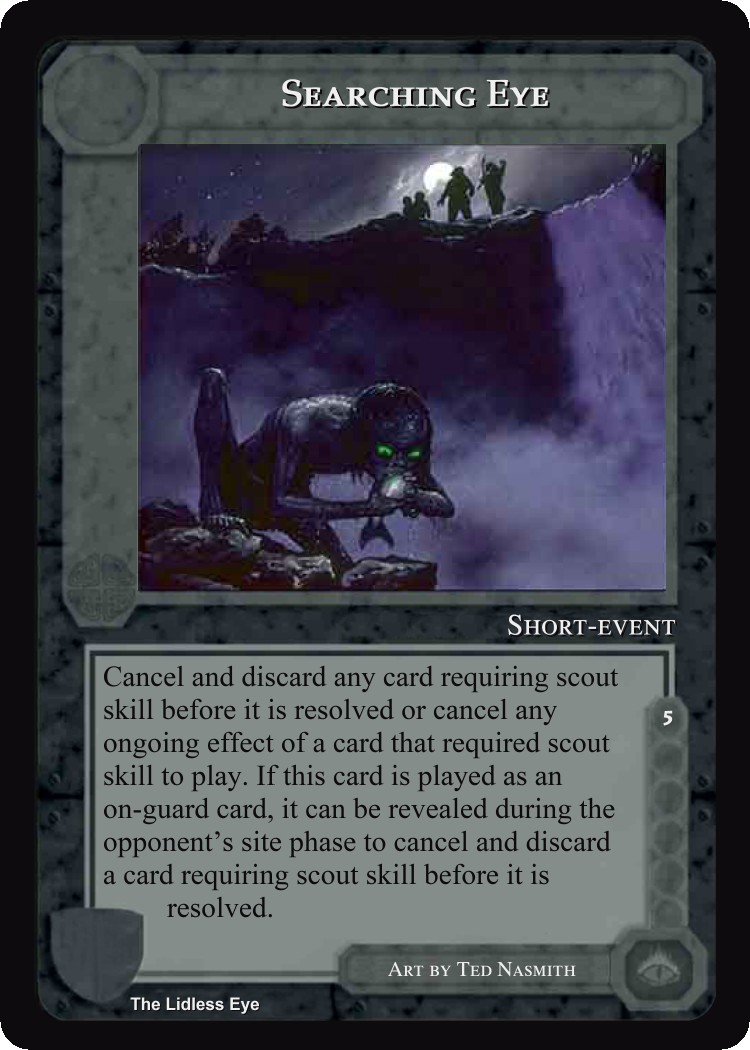 Searching Eye
Short-event
Cancel and discard any card requiring scout
skill before it is resolved or cancel any
ongoing effect of a card that required scout
skill to play. If this card is played as an
on-guard card, it can be revealed during the
opponent's site phase to cancel and discard
a card requiring scout skill before it is
resolved.
5
Art by Ted Nasmith
The Lidless Eye